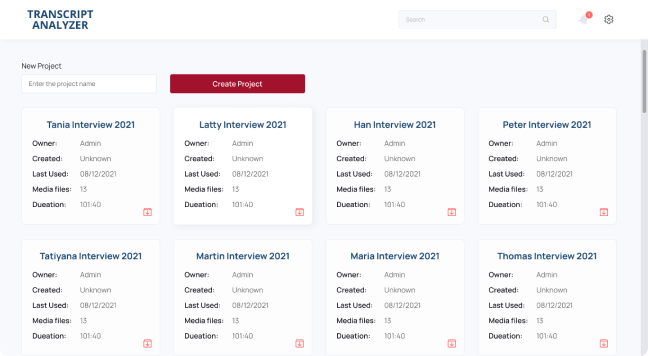 TRANSCRIPT
ANALYZER
Search
1
New Project
Enter the project name
Create Project
Tania Interview 2021
Owner: Admin
Created: Unknown
Last Used: 08/12/2021
Media files: 13
Dueation: 101:40
Latty Interview 2021
Owner: Admin
Created: Unknown
Last Used: 08/12/2021
Media files: 13
Dueation: 101:40
Han Interview 2021
Owner: Admin
Created: Unknown
Last Used: 08/12/2021
Media files: 13
Dueation: 101:40
Peter Interview 2021
Owner: Admin
Created: Unknown
Last Used: 08/12/2021
Media files: 13
Dueation: 101:40
Tatiyana Interview 2021
Owner: Admin
Created: Unknown
Last Used: 08/12/2021
Media files: 13
Dueation: 101:40
Martin Interview 2021
Owner: Admin
Created: Unknown
Last Used: 08/12/2021
Media files: 13
Dueation: 101:40
Maria Interview 2021
Owner: Admin
Created: Unknown
Last Used: 08/12/2021
Media files: 13
Dueation: 101:40
Thomas Interview 2021
Owner: Admin
Created: Unknown
Last Used: 08/12/2021
Media files: 13
Dueation: 101:40